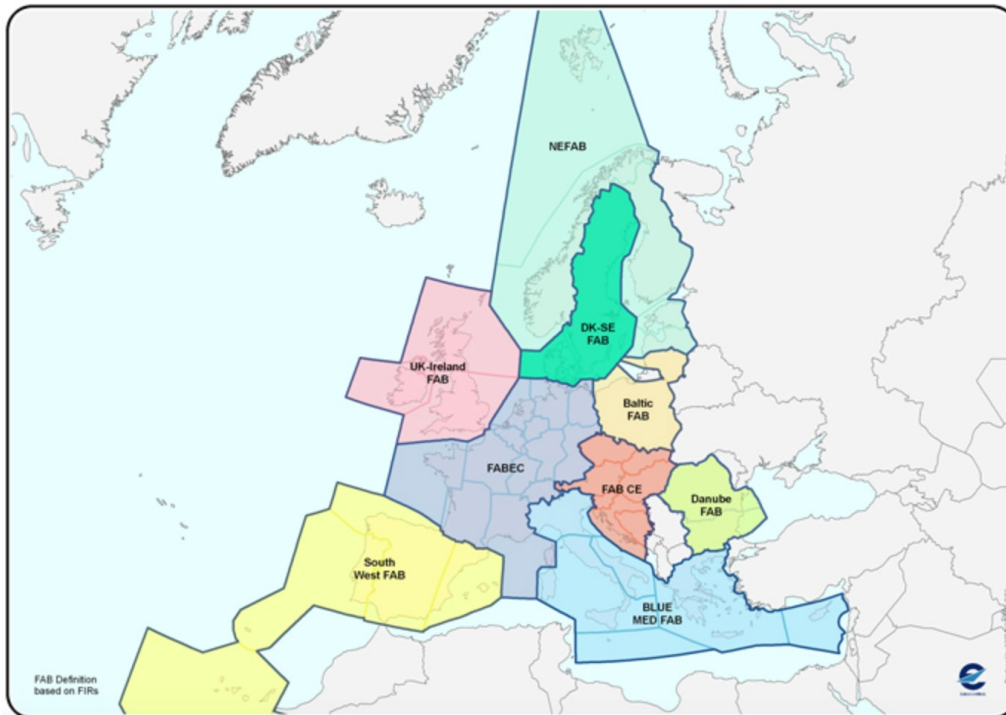 NEFAB
DK-SE
FAB
UK-Ireland
FAB
Baltic
FAB
FABEC
FAB CE
Danube
FAB
South
West FAB
BLUE
MED FAB
FAB Definition
based on FIRs